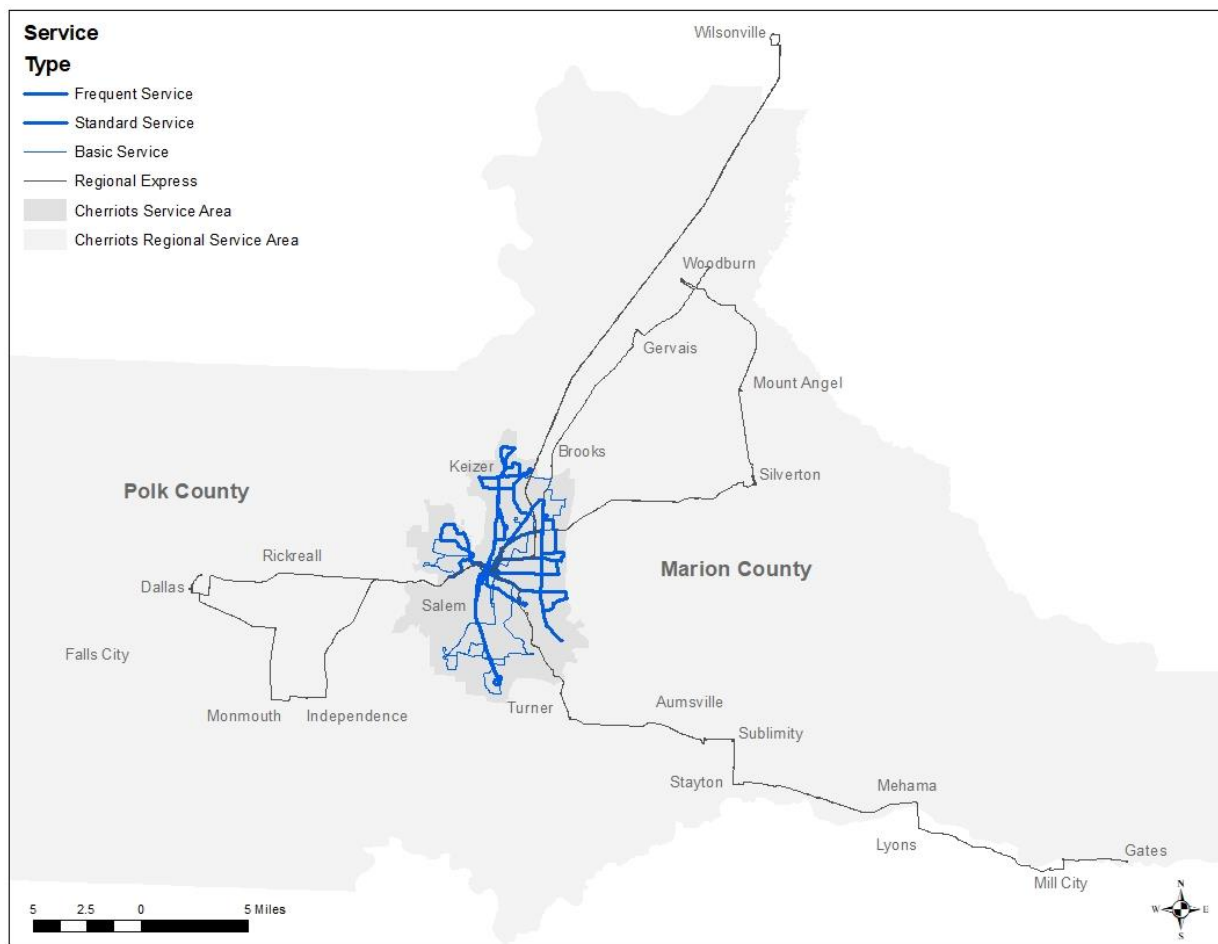 Service
Type
Frequent Service
Standard Service
Basic Service
Regional Express
Cherriots Service Area
Cherriots Regional Service Area
Wilsonville
Woodburn
Gervais
Mount Angel
Brooks
Keizer
Silverton
Polk County
Rickreall
Marion County
Dallas
Salem
Falls City
Monmouth
Independence
Turner
Aumsville
Sublimity
Stayton
Mehama
Lyons
Gates
Mill City
5 2.5 0 5 Miles
N
W E
S